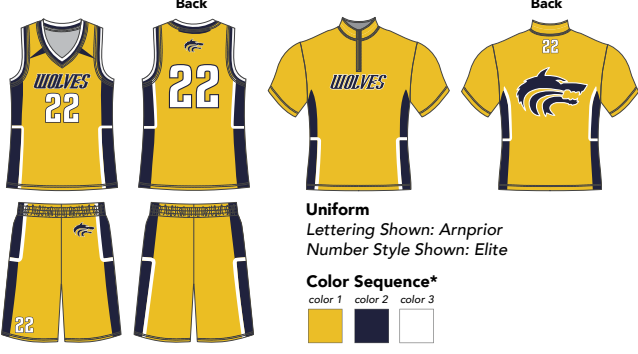 Back
Back
WOLVES
22
22
WOLVES
22
22
Uniform
Lettering Shown: Arnprior
Number Style Shown: Elite
Color Sequence*
color 1 color 2 color 3